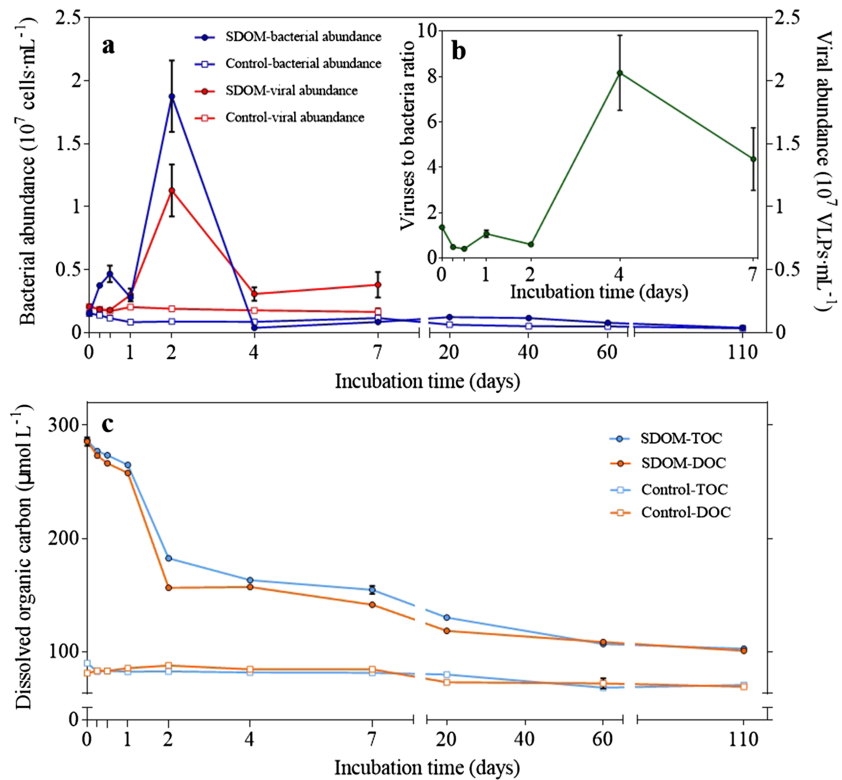 a
SDOM-bacterial abundance
Control-bacterial abundance
SDOM-viral abundance
Control-viral abuandance
Bacterial abundance (10⁷ cells·mL⁻¹)
2.5
2
1.5
1
0.5
0
0 1 2 4 7 20 40 60 110
Incubation time (days)
b
Viruses to bacteria ratio
10
8
6
4
2
0
0 1 2 4 7
Incubation time (days)
2.5
2
1.5
1
0.5
0
Viral abundance (10⁷ VLPs·mL⁻¹)
c
SDOM-TOC
SDOM-DOC
Control-TOC
Control-DOC
Dissolved organic carbon (µmol L⁻¹)
300
200
100
0
0 1 2 4 7 20 40 60 110
Incubation time (days)